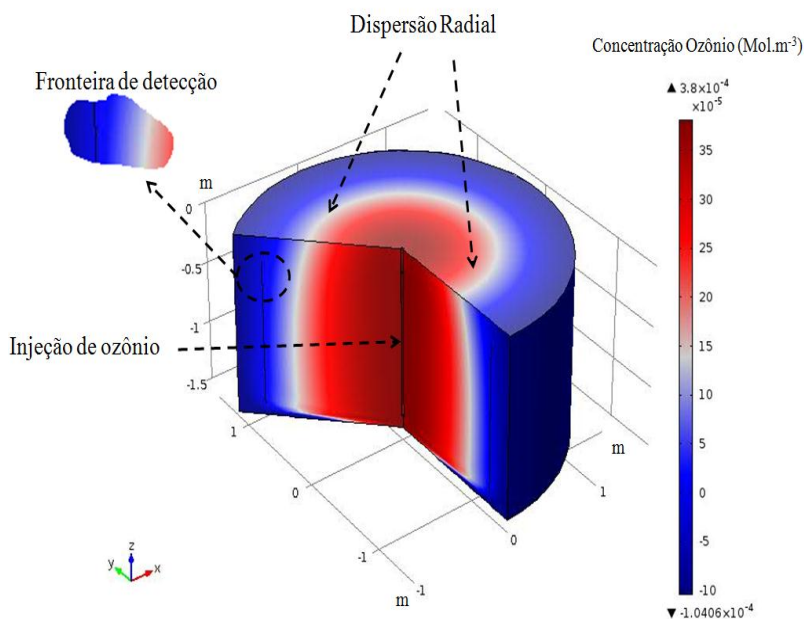 Dispersão Radial
Concentração Ozônio (Mol.m⁻³)
Fronteira de detecção
▲ 3.8×10⁻⁴
×10⁻⁵
m
0
-0.5
-1
-1.5
Injeção de ozônio
35
30
25
20
15
10
5
0
-5
-10
▼ -1.0406×10⁻⁴
1
0
-1
m
-1
0
1
m
z
y
x